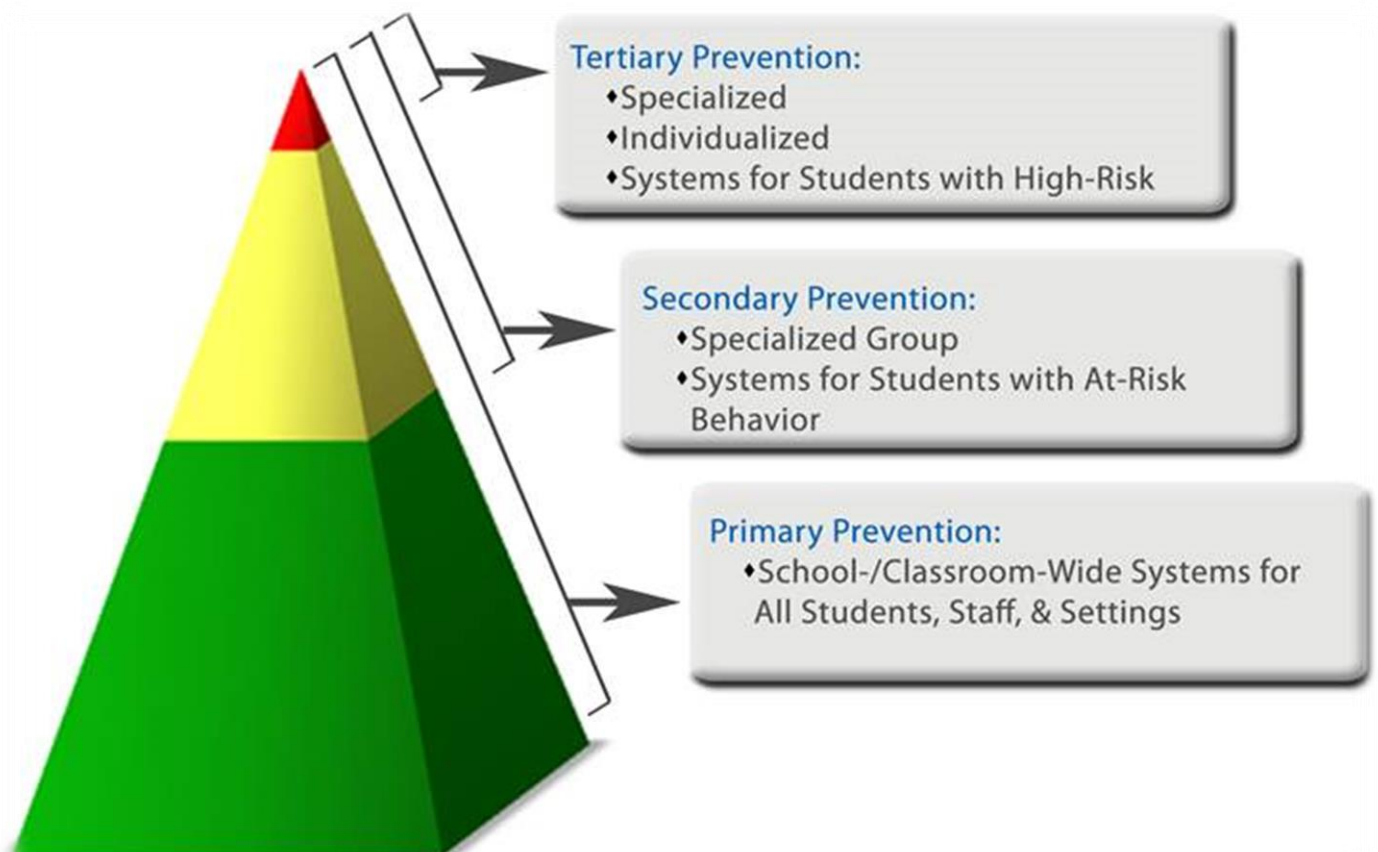 Tertiary Prevention:
♦Specialized
♦Individualized
♦Systems for Students with High-Risk
Secondary Prevention:
♦Specialized Group
♦Systems for Students with At-Risk
Behavior
Primary Prevention:
♦School-/Classroom-Wide Systems for
All Students, Staff, & Settings